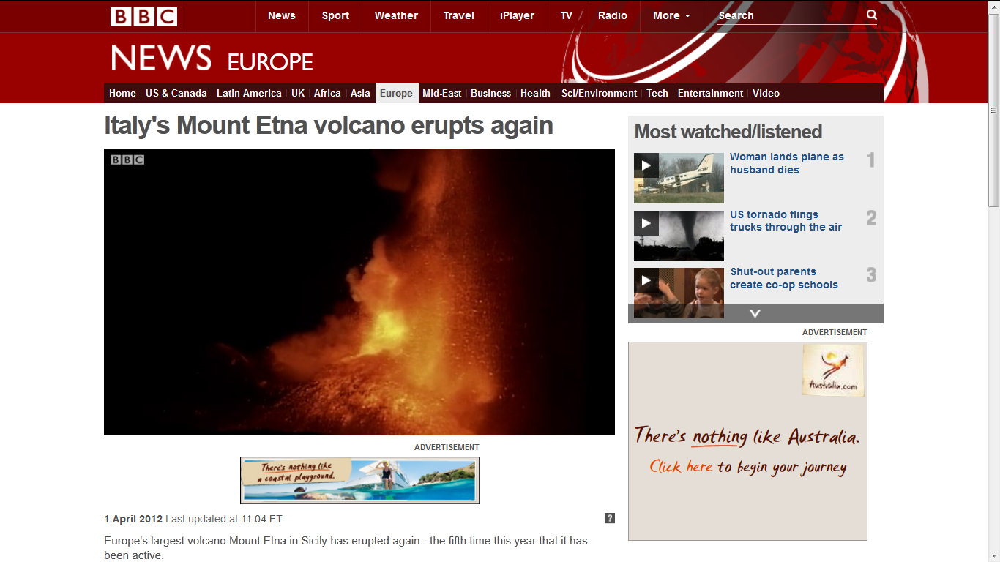 BBC
News
Sport
Weather
Travel
iPlayer
TV
Radio
More
Search
NEWS EUROPE
Home
US & Canada
Latin America
UK
Africa
Asia
Europe
Mid-East
Business
Health
Sci/Environment
Tech
Entertainment
Video
Italy's Mount Etna volcano erupts again
BBC
ADVERTISEMENT
There's nothing like
a coastal playground.
1 April 2012 Last updated at 11:04 ET
?
Europe's largest volcano Mount Etna in Sicily has erupted again - the fifth time this year that it has
been active.
Most watched/listened
Woman lands plane as
husband dies
1
US tornado flings
trucks through the air
2
Shut-out parents
create co-op schools
3
ADVERTISEMENT
Australia.com
There's nothing like Australia.
Click here to begin your journey